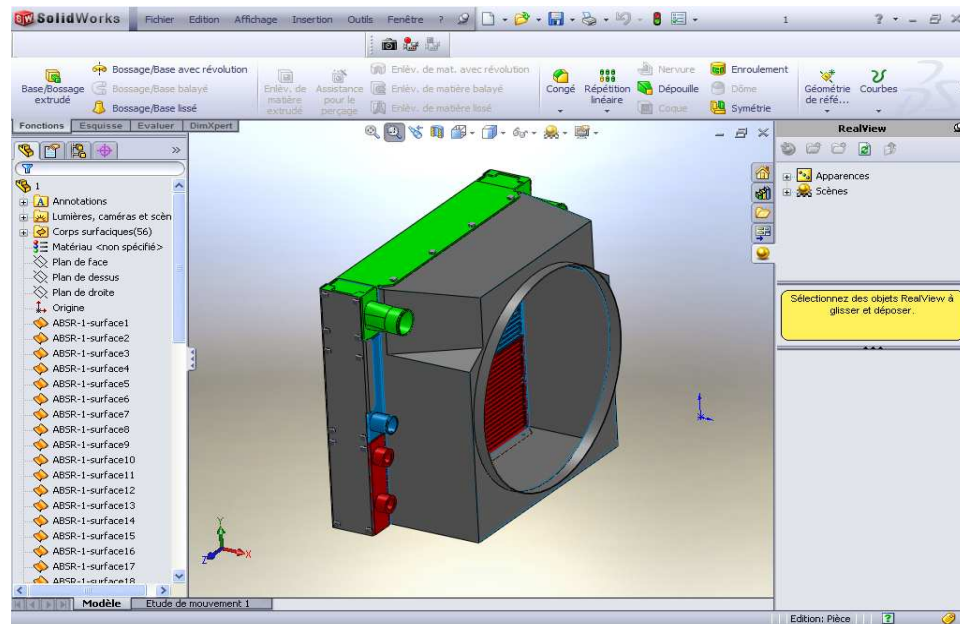 SolidWorks Fichier Edition Affichage Insertion Outils Fenêtre ? 1 ?
Base/Bossage extrudé
Bossage/Base avec révolution
Bossage/Base balayé
Bossage/Base lissé
Enlèv. de matière extrudé
Assistance pour le perçage
Enlèv. de mat. avec révolution
Enlèv. de matière balayé
Enlèv. de matière lissé
Congé
Répétition linéaire
Nervure
Dépouille
Coque
Enroulement
Dôme
Symétrie
Géométrie de réfé...
Courbes
Fonctions Esquisse Evaluer DimXpert
RealView
1
Annotations
Lumières, caméras et scèn
Corps surfaciques(56)
Matériau <non spécifié>
Plan de face
Plan de dessus
Plan de droite
Origine
ABSR-1-surface1
ABSR-1-surface2
ABSR-1-surface3
ABSR-1-surface4
ABSR-1-surface5
ABSR-1-surface6
ABSR-1-surface7
ABSR-1-surface8
ABSR-1-surface9
ABSR-1-surface10
ABSR-1-surface11
ABSR-1-surface12
ABSR-1-surface13
ABSR-1-surface14
ABSR-1-surface15
ABSR-1-surface16
ABSR-1-surface17
ABSR-1-surface18
Y
X
Z
Apparences
Scènes
Sélectionnez des objets RealView à
glisser et déposer.
Modèle Etude de mouvement 1
Edition: Pièce